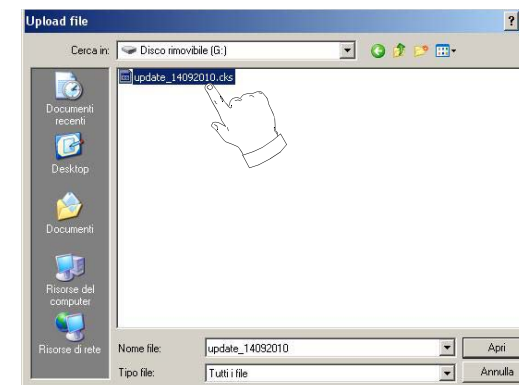 Upload file
?
Cerca in:
Disco rimovibile (G:)
update_14092010.cks
Documenti
recenti
Desktop
Documenti
Risorse del
computer
Risorse di rete
Nome file:
update_14092010
Apri
Tipo file:
Tutti i file
Annulla